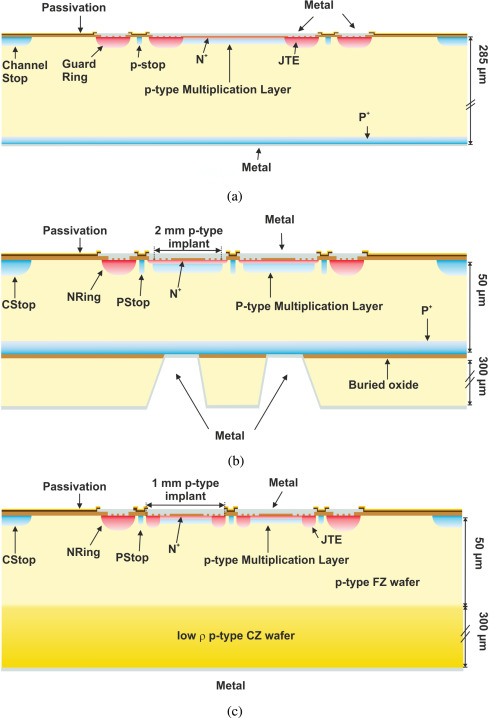 Metal
Passivation
Channel
Stop
Guard
Ring
p-stop
N⁺
JTE
p-type Multiplication Layer
285 µm
P⁺
Metal
(a)
Passivation
2 mm p-type
implant
Metal
CStop
NRing
PStop
N⁺
P-type Multiplication Layer
50 µm
P⁺
300 µm
Buried oxide
Metal
(b)
Passivation
1 mm p-type
implant
Metal
CStop
NRing
PStop
N⁺
JTE
p-type Multiplication Layer
50 µm
p-type FZ wafer
low ρ p-type CZ wafer
300 µm
Metal
(c)